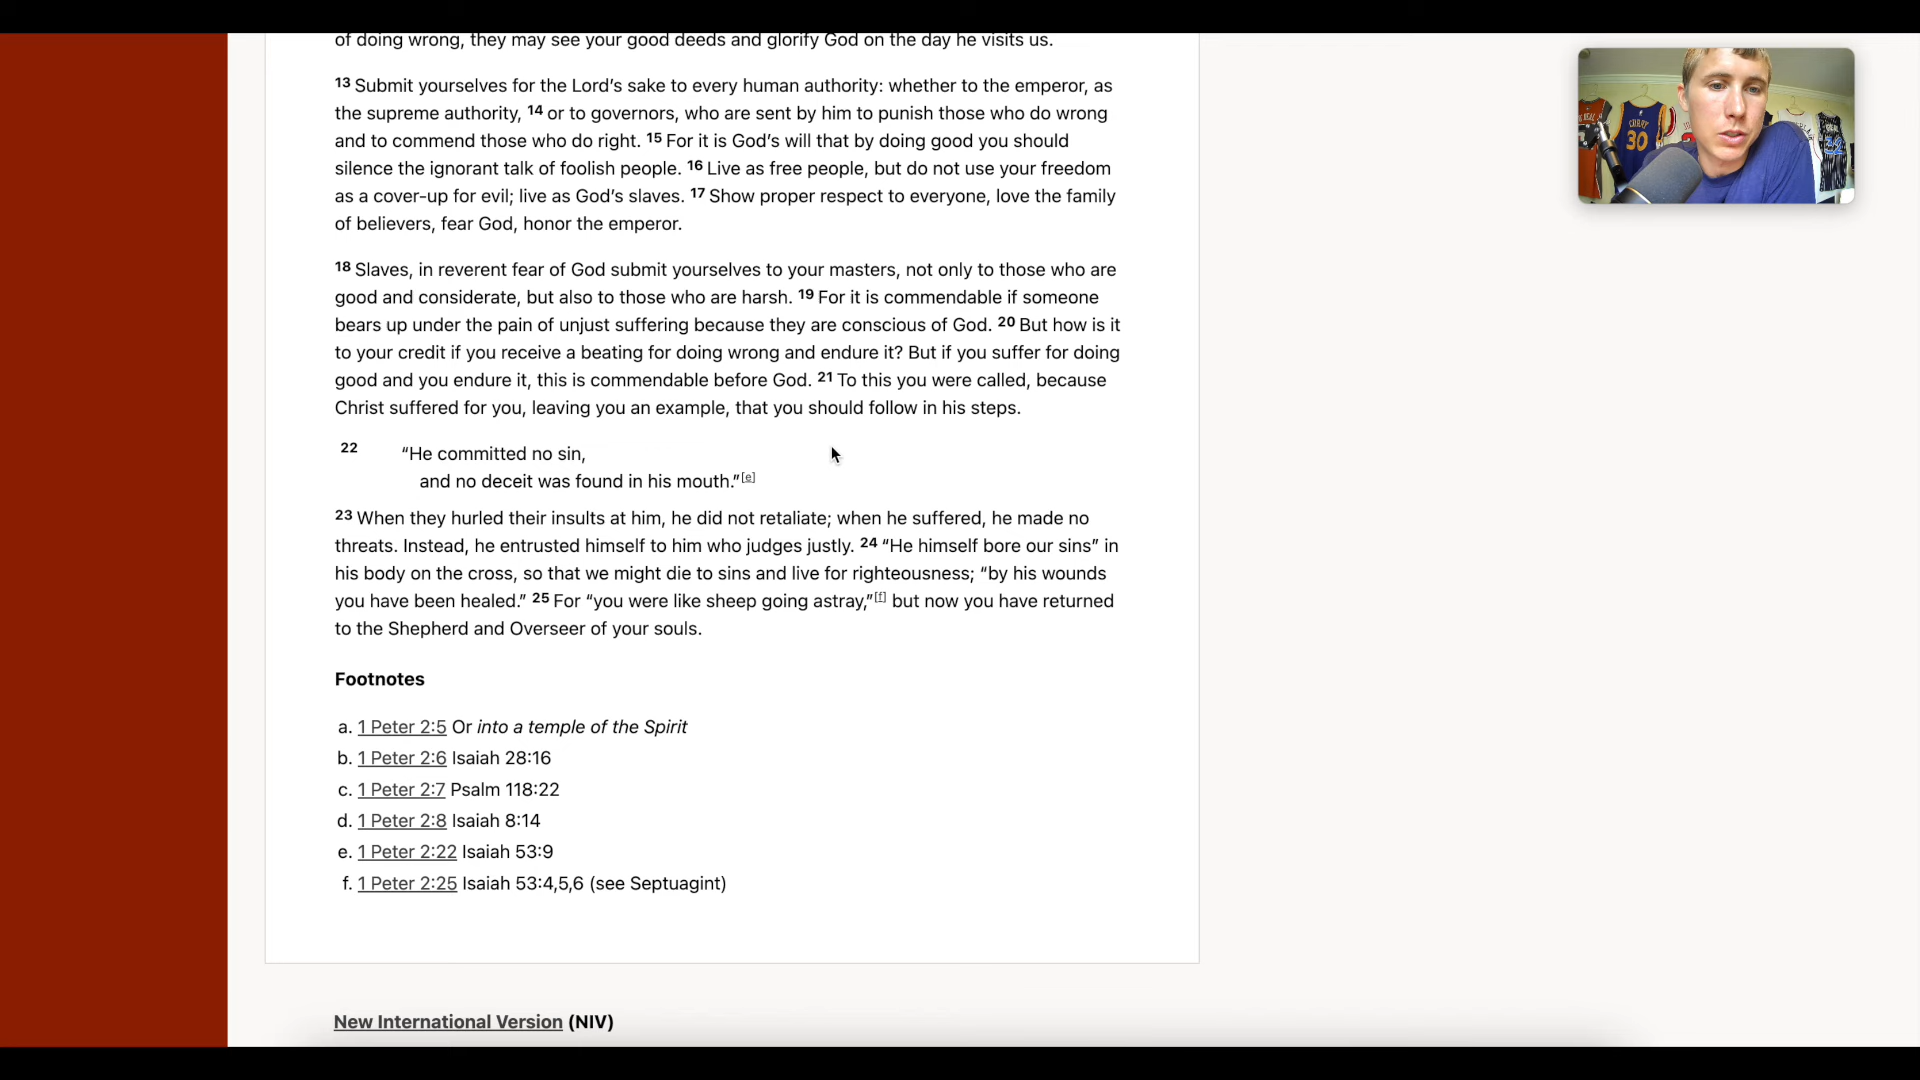 of doing wrong, they may see your good deeds and glorify God on the day he visits us.
13 Submit yourselves for the Lord’s sake to every human authority: whether to the emperor, as
the supreme authority, 14 or to governors, who are sent by him to punish those who do wrong
and to commend those who do right. 15 For it is God’s will that by doing good you should
silence the ignorant talk of foolish people. 16 Live as free people, but do not use your freedom
as a cover-up for evil; live as God’s slaves. 17 Show proper respect to everyone, love the family
of believers, fear God, honor the emperor.
18 Slaves, in reverent fear of God submit yourselves to your masters, not only to those who are
good and considerate, but also to those who are harsh. 19 For it is commendable if someone
bears up under the pain of unjust suffering because they are conscious of God. 20 But how is it
to your credit if you receive a beating for doing wrong and endure it? But if you suffer for doing
good and you endure it, this is commendable before God. 21 To this you were called, because
Christ suffered for you, leaving you an example, that you should follow in his steps.
22 “He committed no sin,
and no deceit was found in his mouth.”[e]
23 When they hurled their insults at him, he did not retaliate; when he suffered, he made no
threats. Instead, he entrusted himself to him who judges justly. 24 “He himself bore our sins” in
his body on the cross, so that we might die to sins and live for righteousness; “by his wounds
you have been healed.” 25 For “you were like sheep going astray,”[f] but now you have returned
to the Shepherd and Overseer of your souls.
Footnotes
a. 1 Peter 2:5 Or into a temple of the Spirit
b. 1 Peter 2:6 Isaiah 28:16
c. 1 Peter 2:7 Psalm 118:22
d. 1 Peter 2:8 Isaiah 8:14
e. 1 Peter 2:22 Isaiah 53:9
f. 1 Peter 2:25 Isaiah 53:4,5,6 (see Septuagint)
New International Version (NIV)
CURRY
30